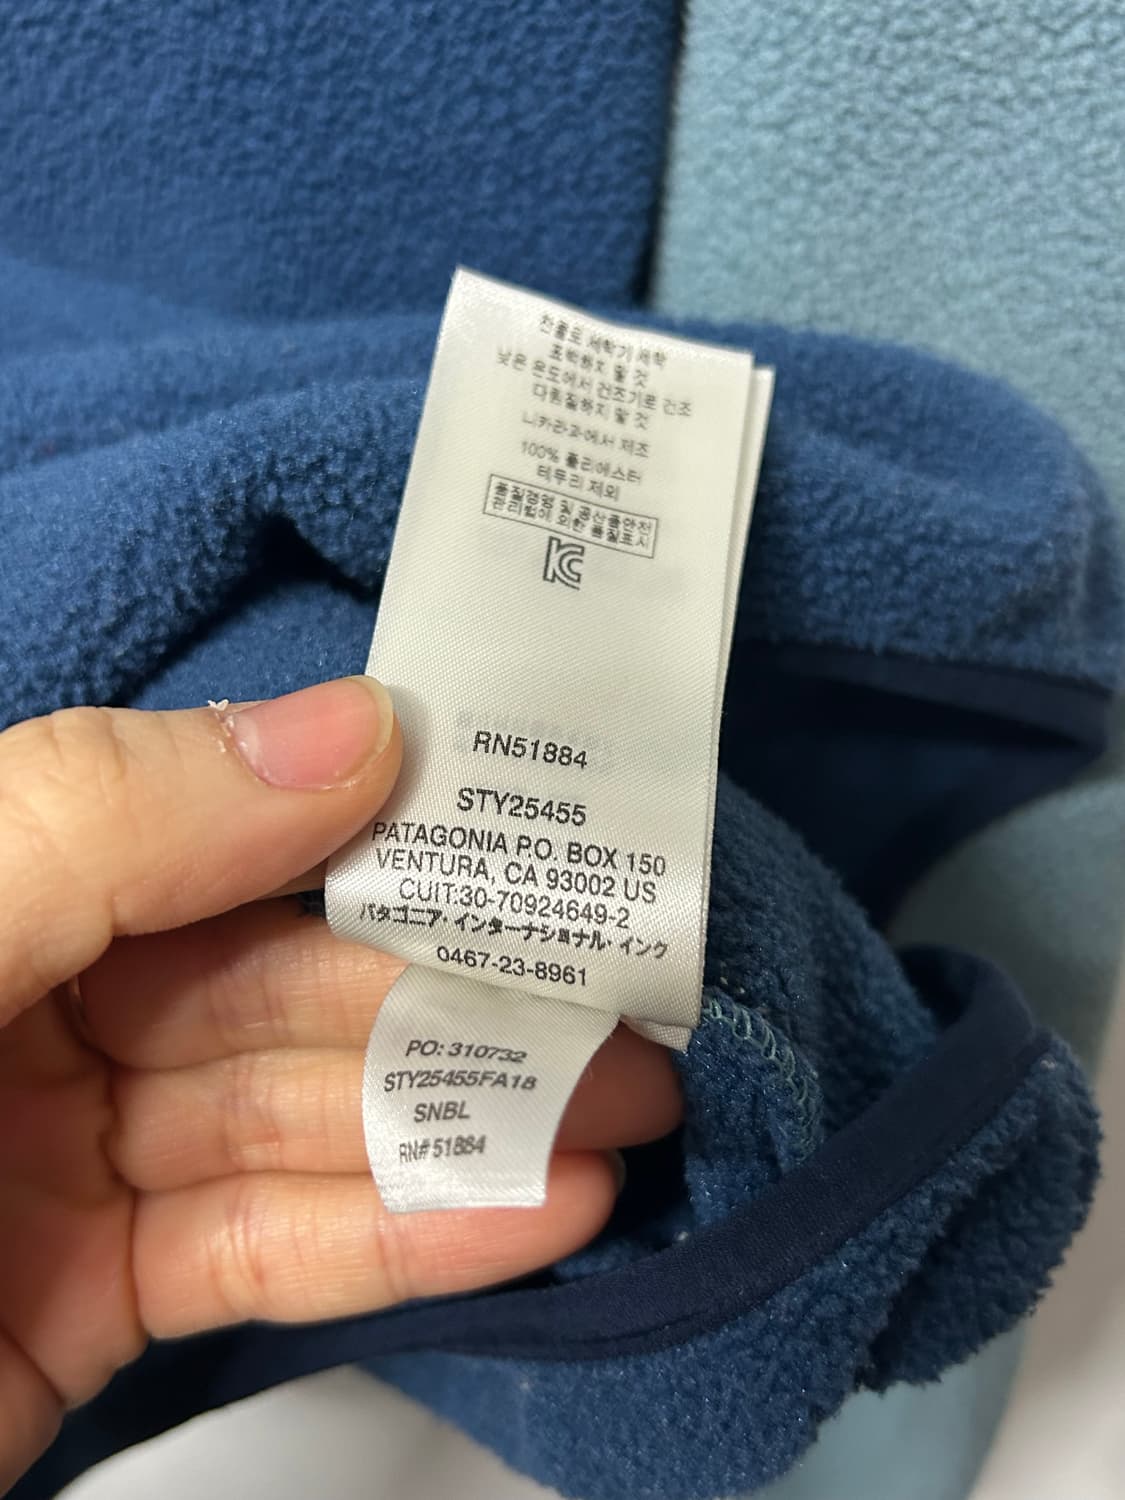 찬물로 세탁기 세탁
표백하지 말 것
낮은 온도에서 건조기로 건조
다림질하지 말 것
니카라과에서 제조
100% 폴리에스터
테두리 제외
품질경영 및 공산품안전
관리법에 의한 품질표시
RN51884
STY25455
PATAGONIA P.O. BOX 150
VENTURA, CA 93002 US
CUIT:30-70924649-2
パタゴニア・インターナショナル・インク
0467-23-8961
PO: 310732
STY25455FA18
SNBL
RN# 51884